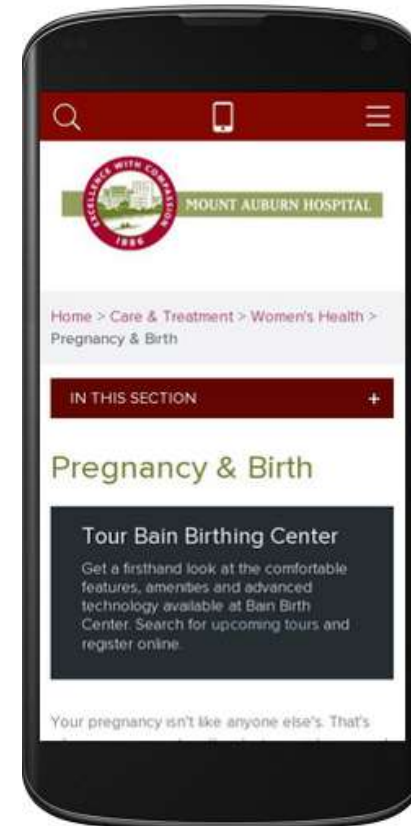 EXCELLENCE WITH COMPASSION
1886
MOUNT AUBURN HOSPITAL
Home > Care & Treatment > Women's Health >
Pregnancy & Birth
IN THIS SECTION +
Pregnancy & Birth
Tour Bain Birthing Center
Get a firsthand look at the comfortable
features, amenities and advanced
technology available at Bain Birth
Center. Search for upcoming tours and
register online.
Your pregnancy isn't like anyone else's. That's